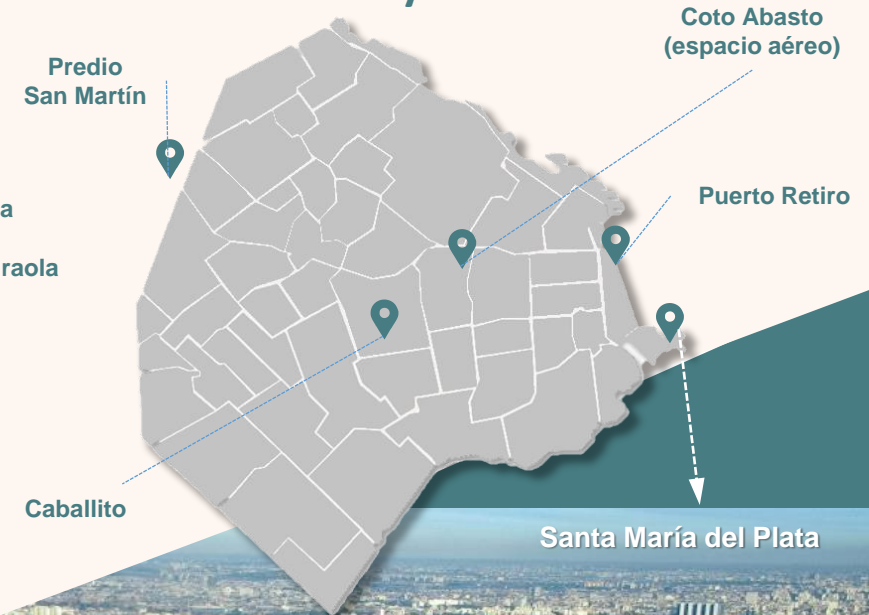 Coto Abasto
(espacio aéreo)
Predio
San Martín
Puerto Retiro
Caballito
Santa María del Plata